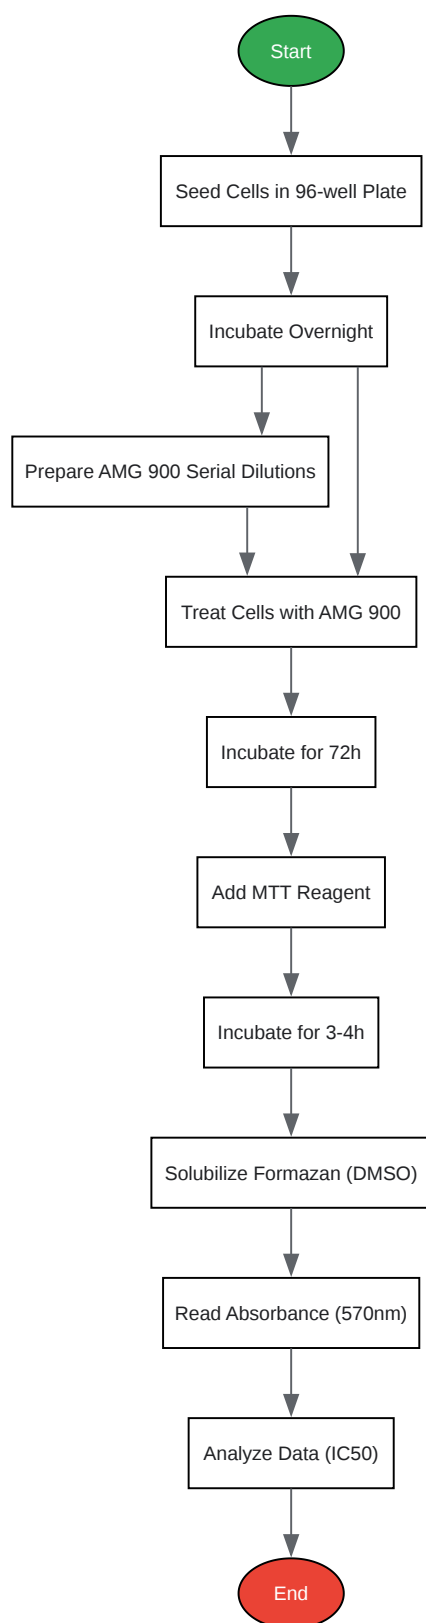 Start
Seed Cells in 96-well Plate
Incubate Overnight
Prepare AMG 900 Serial Dilutions
Treat Cells with AMG 900
Incubate for 72h
Add MTT Reagent
Incubate for 3-4h
Solubilize Formazan (DMSO)
Read Absorbance (570nm)
Analyze Data (IC50)
End